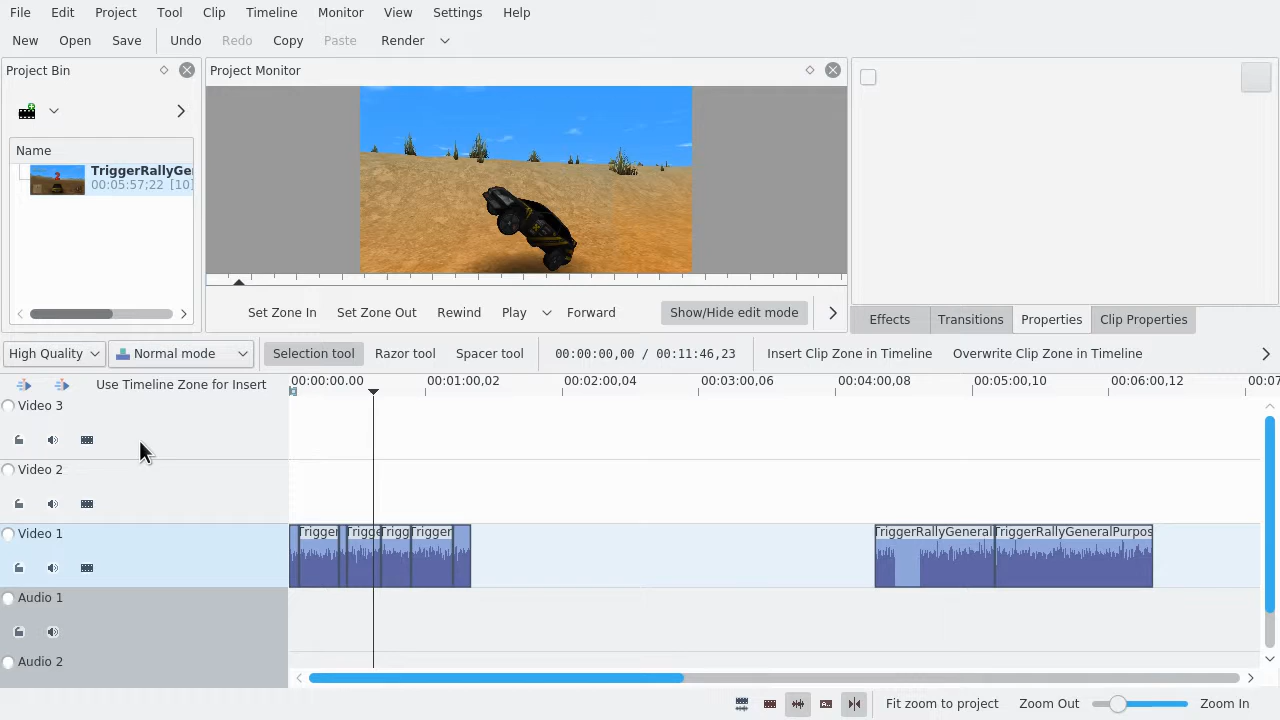 File Edit Project Tool Clip Timeline Monitor View Settings Help
New Open Save Undo Redo Copy Paste Render
Project Bin
Project Monitor
Name
TriggerRallyGe
00:05:57;22 [10]
Set Zone In Set Zone Out Rewind Play Forward Show/Hide edit mode
Effects Transitions Properties Clip Properties
High Quality Normal mode Selection tool Razor tool Spacer tool 00:00:00,00 / 00:11:46,23 Insert Clip Zone in Timeline Overwrite Clip Zone in Timeline
Use Timeline Zone for Insert 00:00:00.00 00:01:00,02 00:02:00,04 00:03:00,06 00:04:00,08 00:05:00,10 00:06:00,12 00:07
Video 3
Video 2
Video 1
Trigger Trigge Trigg Trigger TriggerRallyGeneral TriggerRallyGeneralPurpos
Audio 1
Audio 2
Fit zoom to project Zoom Out Zoom In